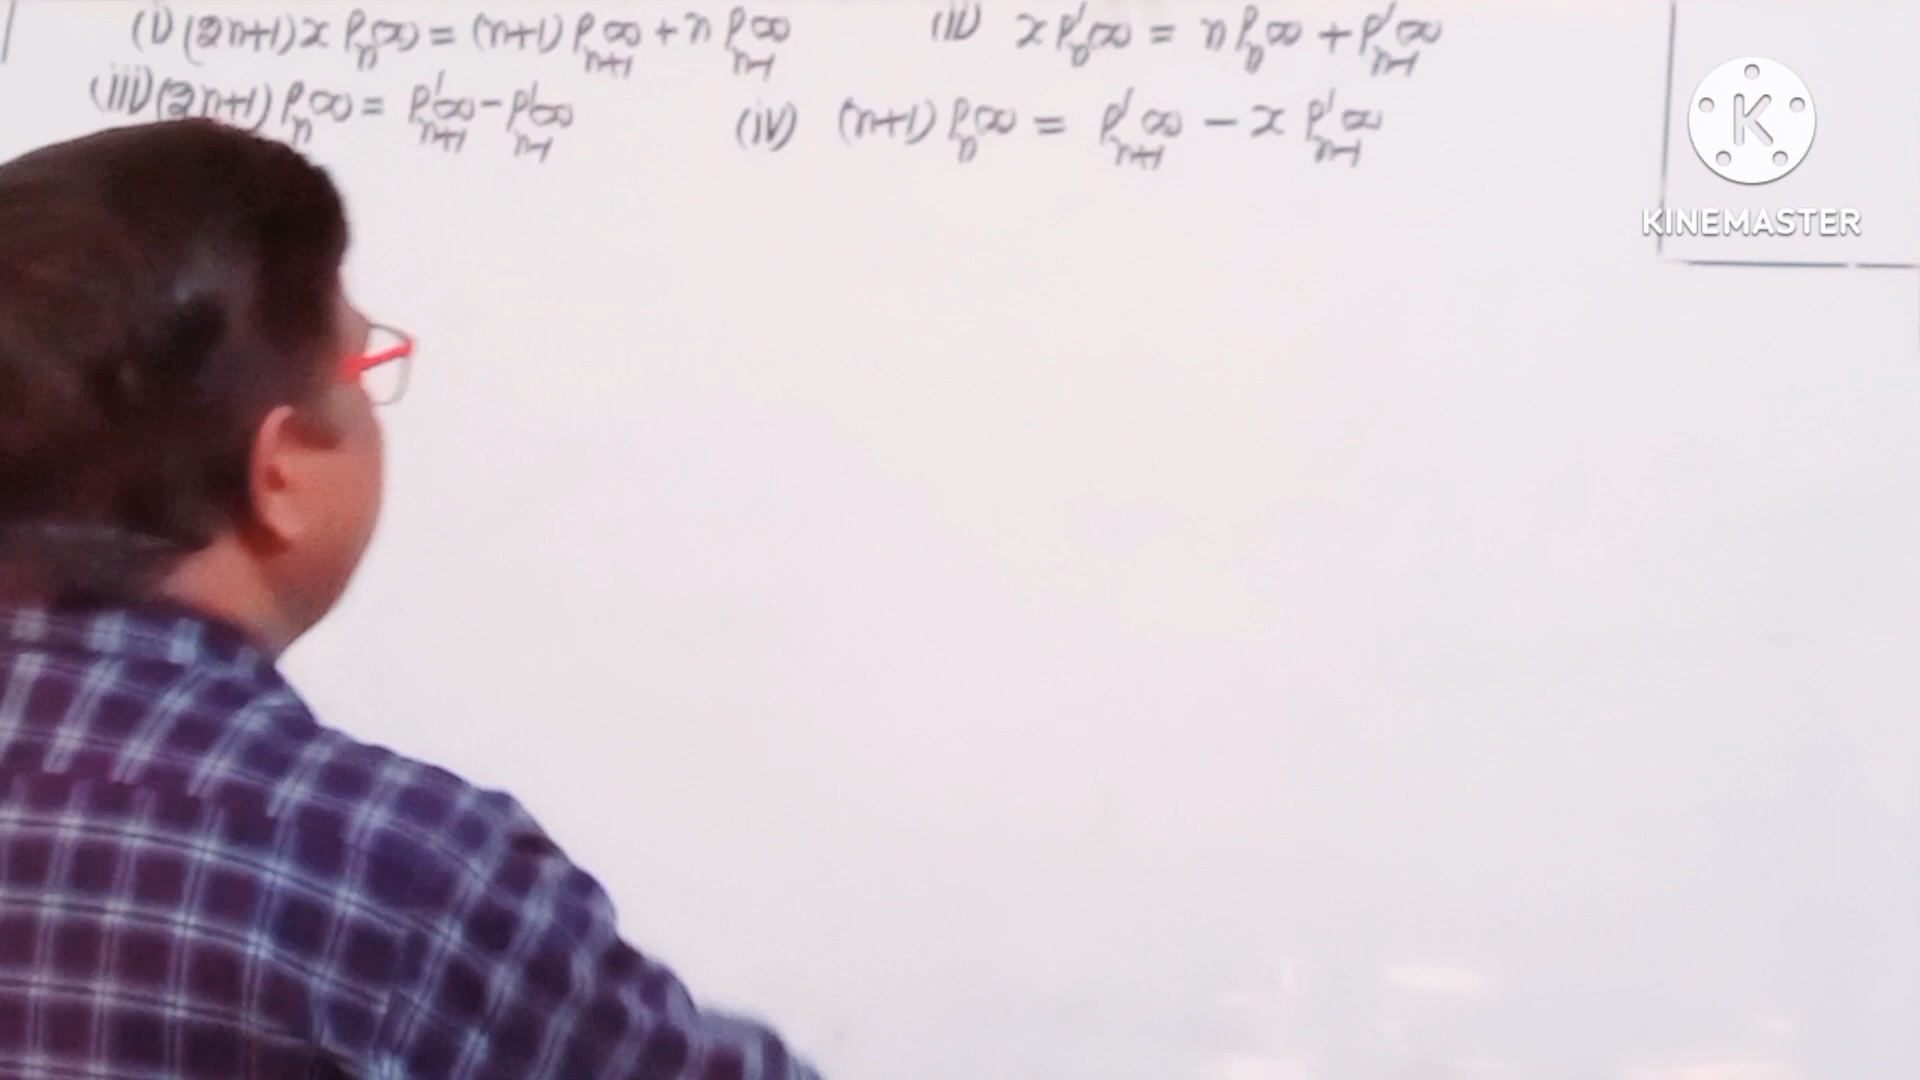 (i) (2n+1) x Pₙ(x) = (n+1) Pₙ₊₁(x) + n Pₙ₋₁(x) (ii) x P'ₙ(x) = n Pₙ(x) + P'ₙ₋₁(x)
(iii) (2n+1) Pₙ(x) = P'ₙ₊₁(x) - P'ₙ₋₁(x) (iv) (n+1) Pₙ(x) = P'ₙ₊₁(x) - x P'ₙ₋₁(x)
KINEMASTER